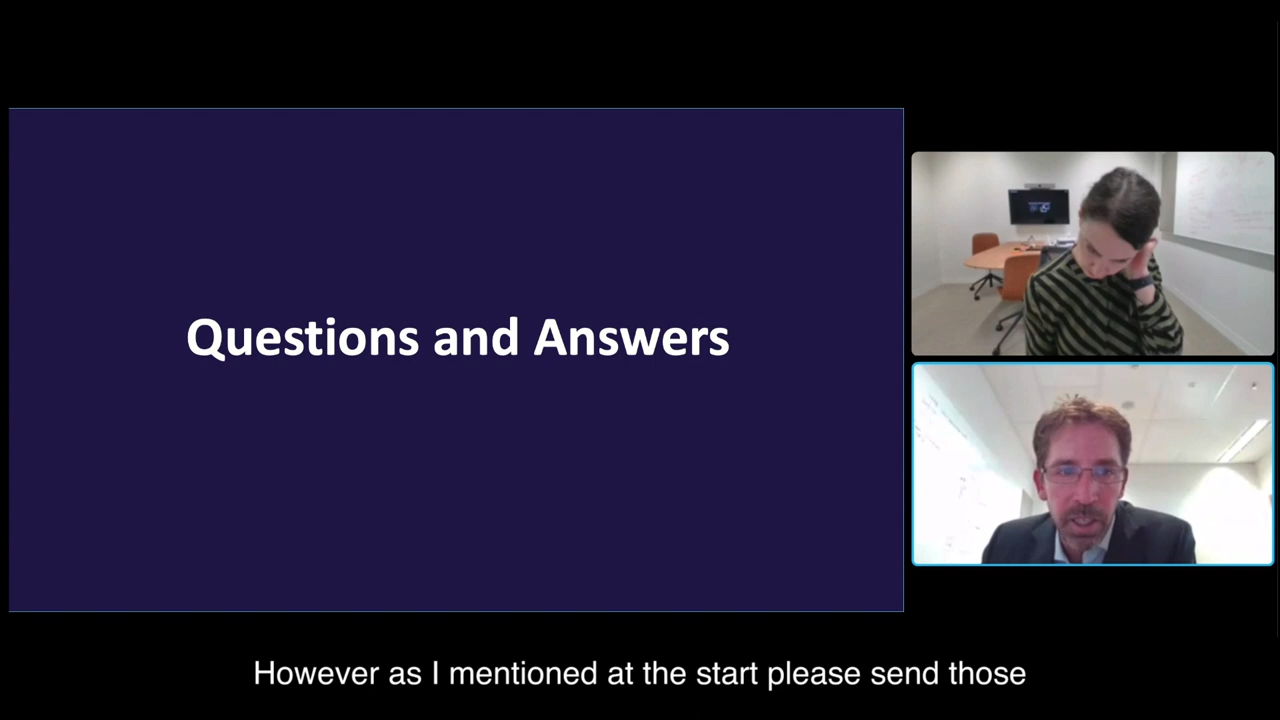 Questions and Answers
However as I mentioned at the start please send those